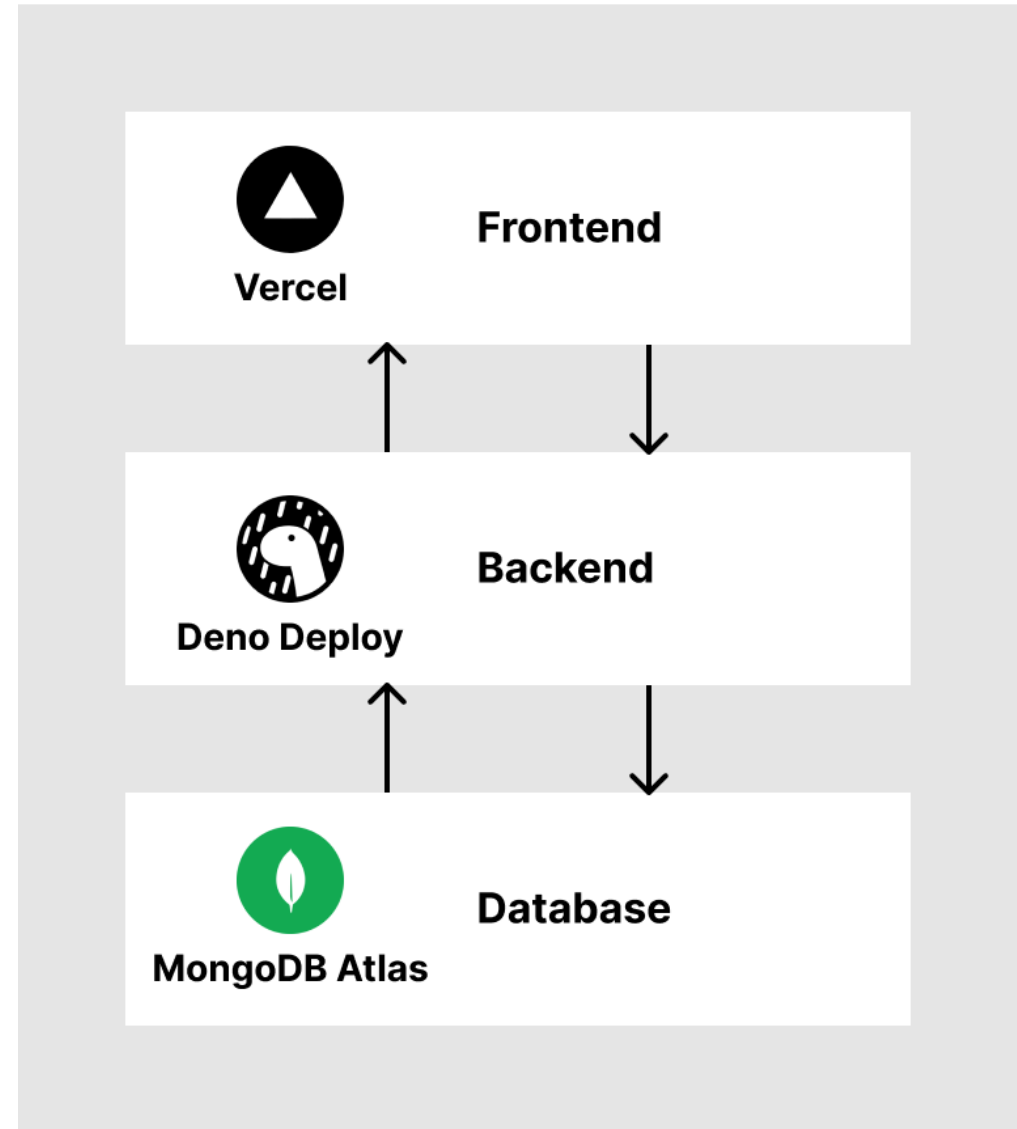 Frontend
Vercel
Backend
Deno Deploy
Database
MongoDB Atlas